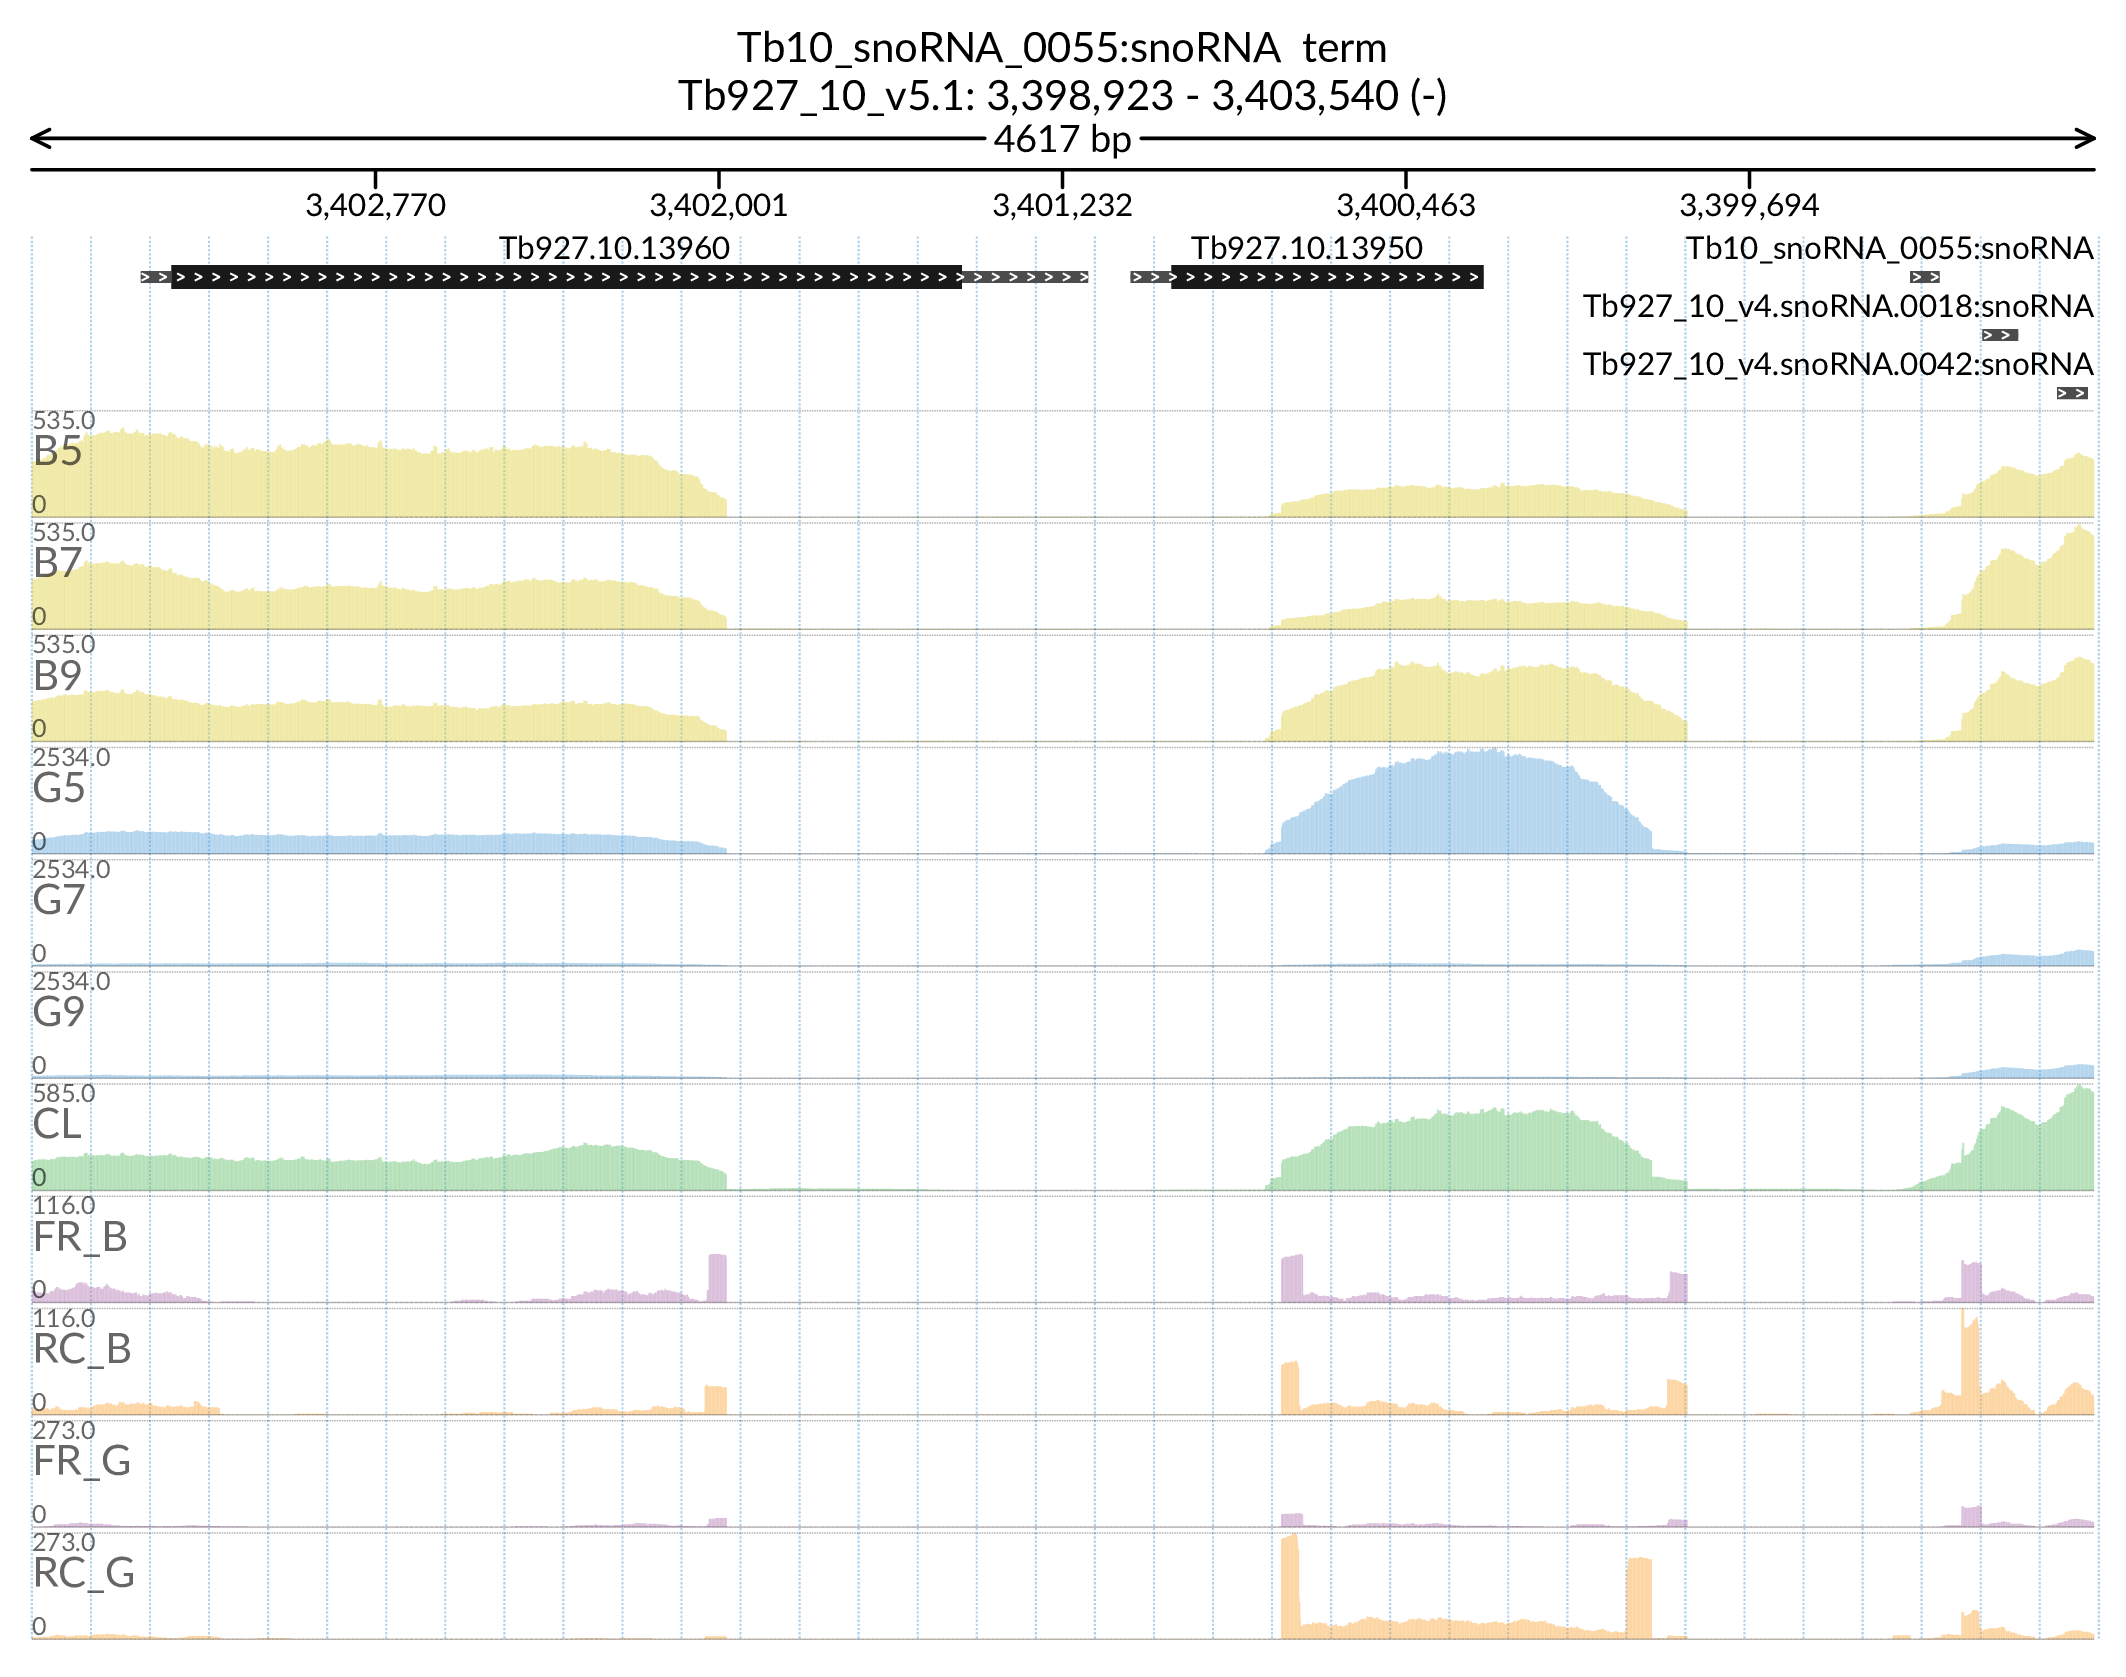 Tb10_snoRNA_0055:snoRNA term
Tb927_10_v5.1: 3,398,923 - 3,403,540 (-)
4617 bp
3,402,770 3,402,001 3,401,232 3,400,463 3,399,694
Tb927.10.13960 Tb927.10.13950 Tb10_snoRNA_0055:snoRNA
Tb927_10_v4.snoRNA.0018:snoRNA
Tb927_10_v4.snoRNA.0042:snoRNA
535.0
B5
0
535.0
B7
0
535.0
B9
0
2534.0
G5
0
2534.0
G7
0
2534.0
G9
0
585.0
CL
0
116.0
FR_B
0
116.0
RC_B
0
273.0
FR_G
0
273.0
RC_G
0